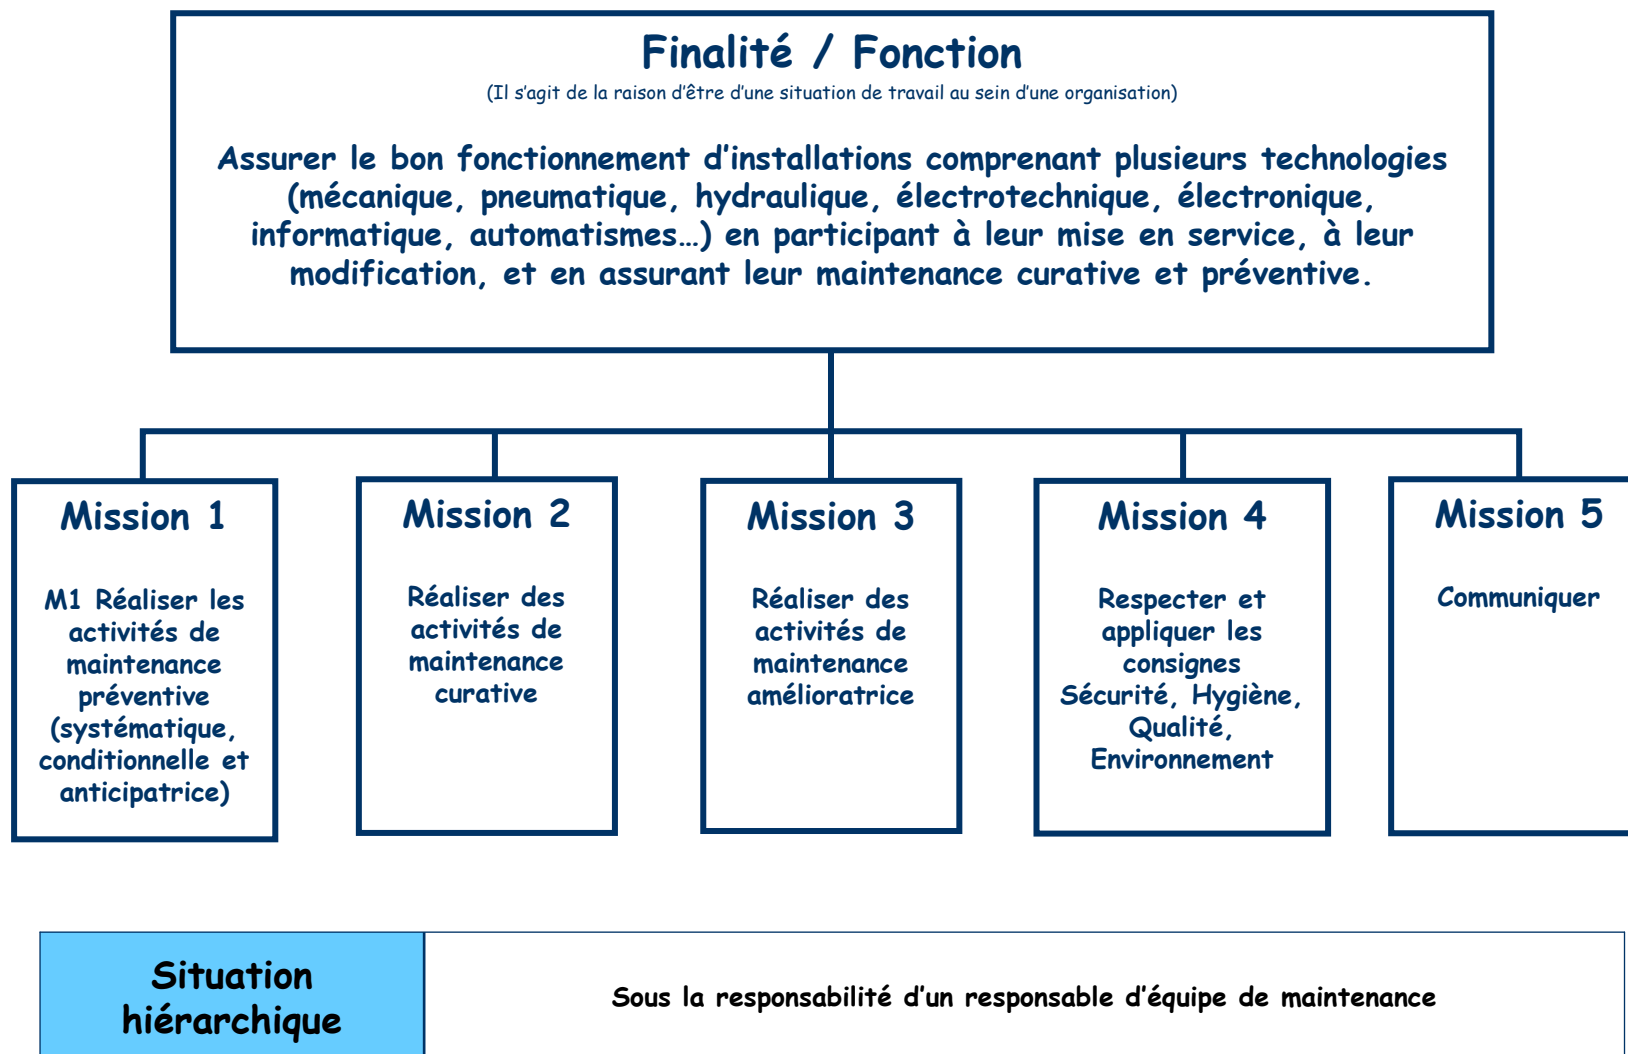 Finalité / Fonction
(Il s'agit de la raison d'être d'une situation de travail au sein d'une organisation)
Assurer le bon fonctionnement d'installations comprenant plusieurs technologies
(mécanique, pneumatique, hydraulique, électrotechnique, électronique,
informatique, automatismes…) en participant à leur mise en service, à leur
modification, et en assurant leur maintenance curative et préventive.
Mission 1
M1 Réaliser les
activités de
maintenance
préventive
(systématique,
conditionnelle et
anticipatrice)
Mission 2
Réaliser des
activités de
maintenance
curative
Mission 3
Réaliser des
activités de
maintenance
amélioratrice
Mission 4
Respecter et
appliquer les
consignes
Sécurité, Hygiène,
Qualité,
Environnement
Mission 5
Communiquer
Situation
hiérarchique
Sous la responsabilité d'un responsable d'équipe de maintenance